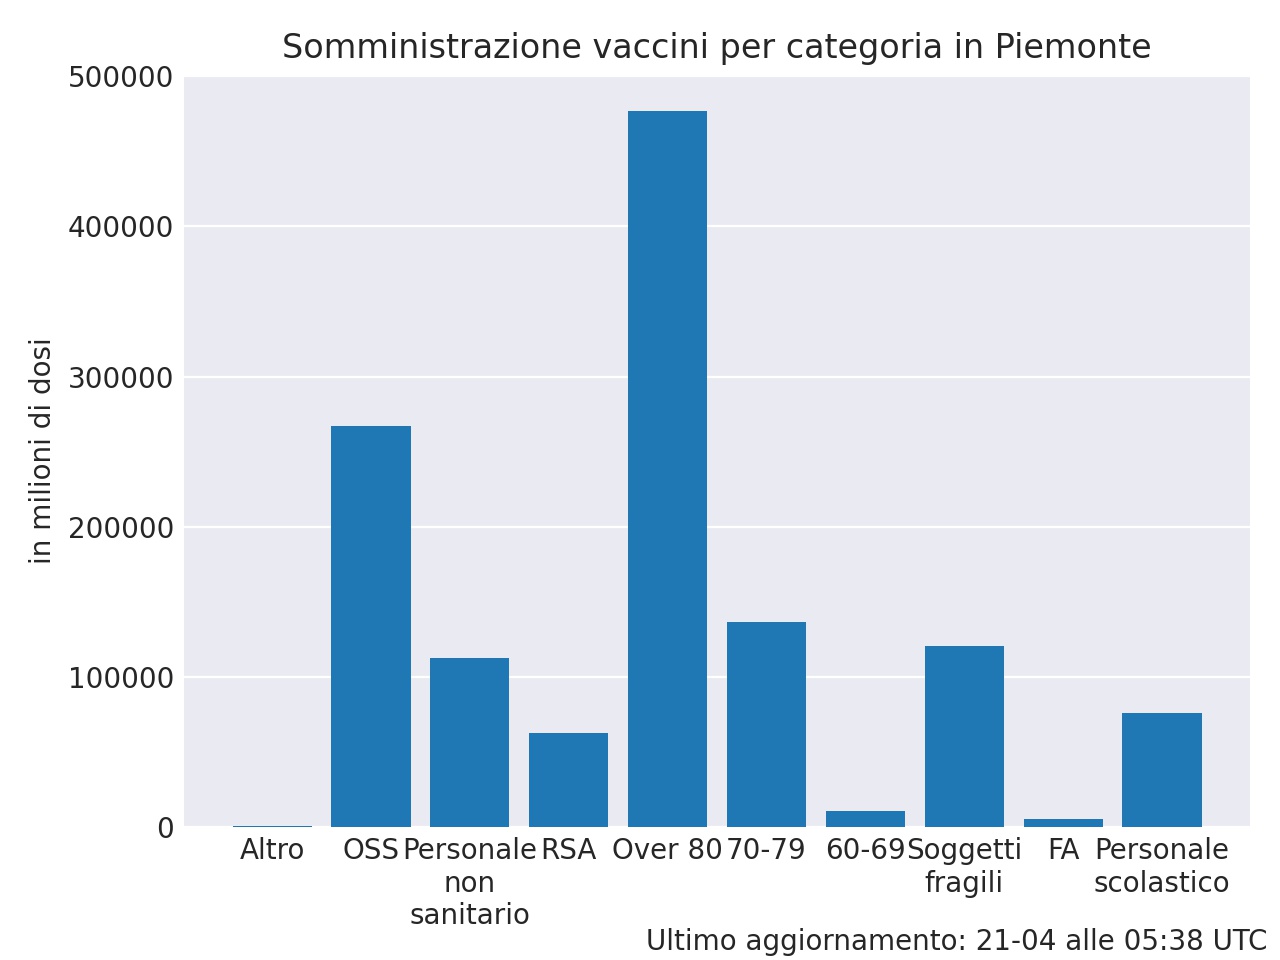 Somministrazione vaccini per categoria in Piemonte
500000
400000
300000
200000
100000
0
in milioni di dosi
Altro
OSS
Personale
non
sanitario
RSA
Over 80
70-79
60-69
Soggetti
fragili
FA
Personale
scolastico
Ultimo aggiornamento: 21-04 alle 05:38 UTC